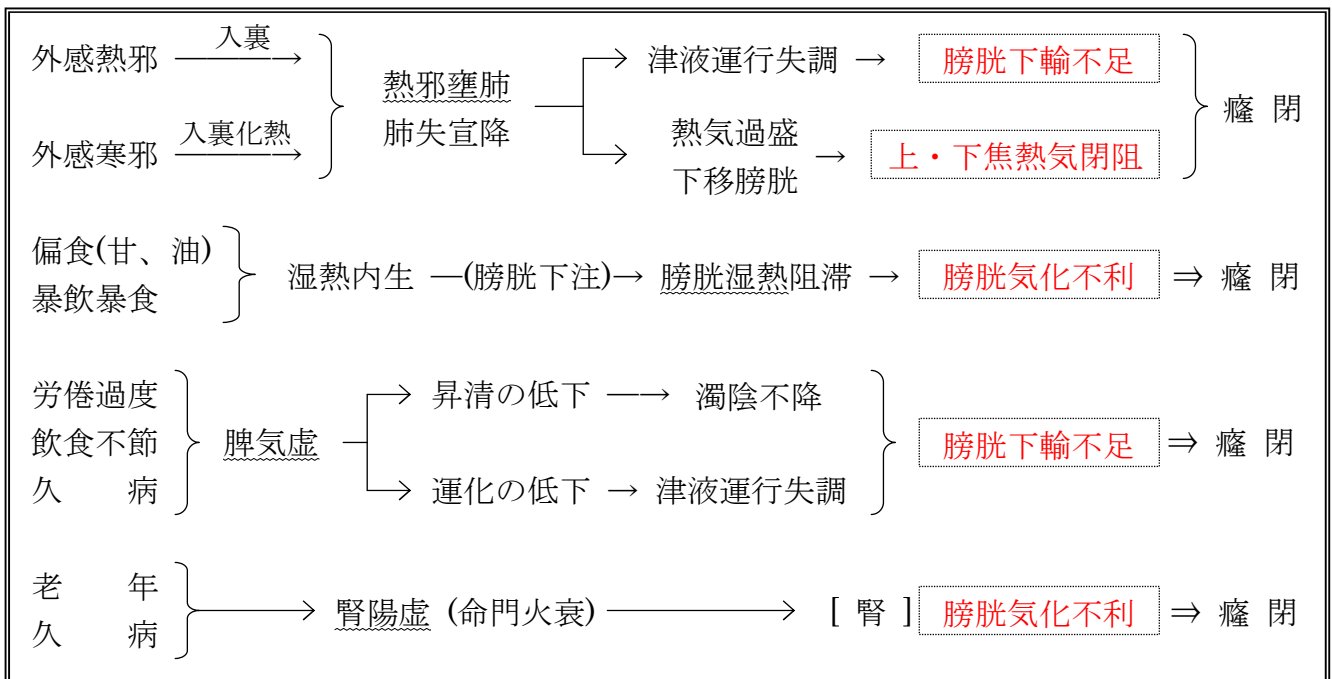 外感熱邪 入裏
熱邪壅肺
肺失宣降
外感寒邪 入裏化熱
津液運行失調 → 膀胱下輸不足
熱気過盛
下移膀胱 → 上・下焦熱気閉阻
癃 閉
偏食(甘、油)
暴飲暴食
湿熱内生 —(膀胱下注)→ 膀胱湿熱阻滞 → 膀胱気化不利 ⇒ 癃 閉
労倦過度
飲食不節
久 病
脾気虚
昇清の低下 —→ 濁陰不降
運化の低下 → 津液運行失調
膀胱下輸不足 ⇒ 癃 閉
老 年
久 病
腎陽虚 (命門火衰) → [ 腎 ] 膀胱気化不利 ⇒ 癃 閉